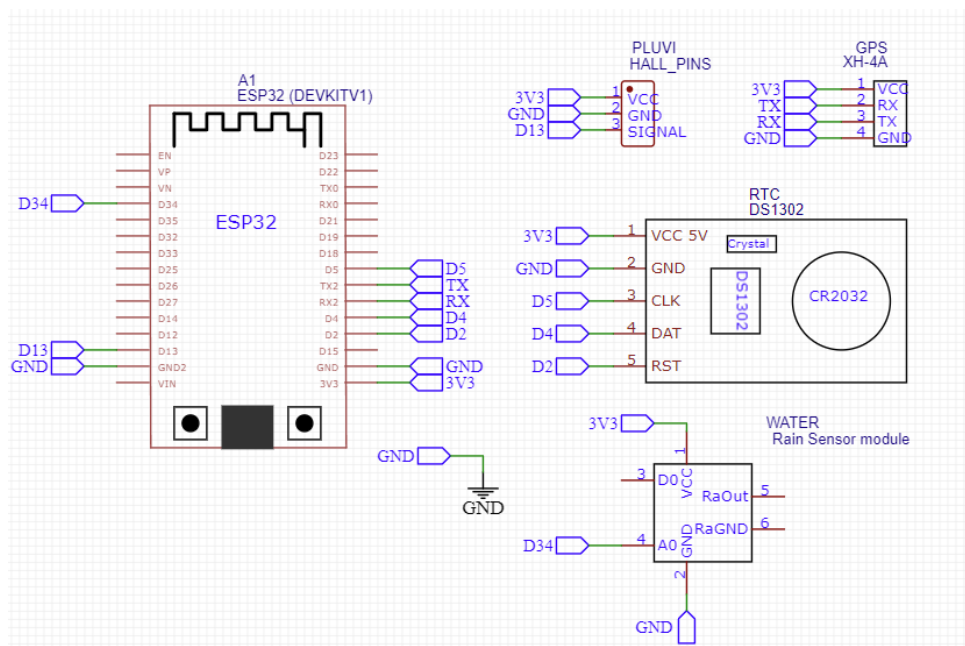 A1
ESP32 (DEVKITV1)
EN
VP
VN
D34
D34
D35
D32
D33
D25
D26
D27
D14
D12
D13
D13
GND
GND2
VIN
ESP32
D23
D22
TX0
RX0
D21
D19
D18
D5
D5
TX2
TX
RX2
RX
D4
D4
D2
D2
D15
GND
GND
3V3
3V3
GND
GND
PLUVI
HALL_PINS
3V3 1 VCC
GND 2 GND
D13 3 SIGNAL
GPS
XH-4A
3V3 1 VCC
TX 2 RX
RX 3 TX
GND 4 GND
RTC
DS1302
3V3 1 VCC 5V
GND 2 GND
D5 3 CLK
D4 4 DAT
D2 5 RST
Crystal
DS1302
CR2032
WATER
Rain Sensor module
3V3
1
VCC
3 D0
RaOut 5
RaGND 6
D34 4 A0
GND
2
GND